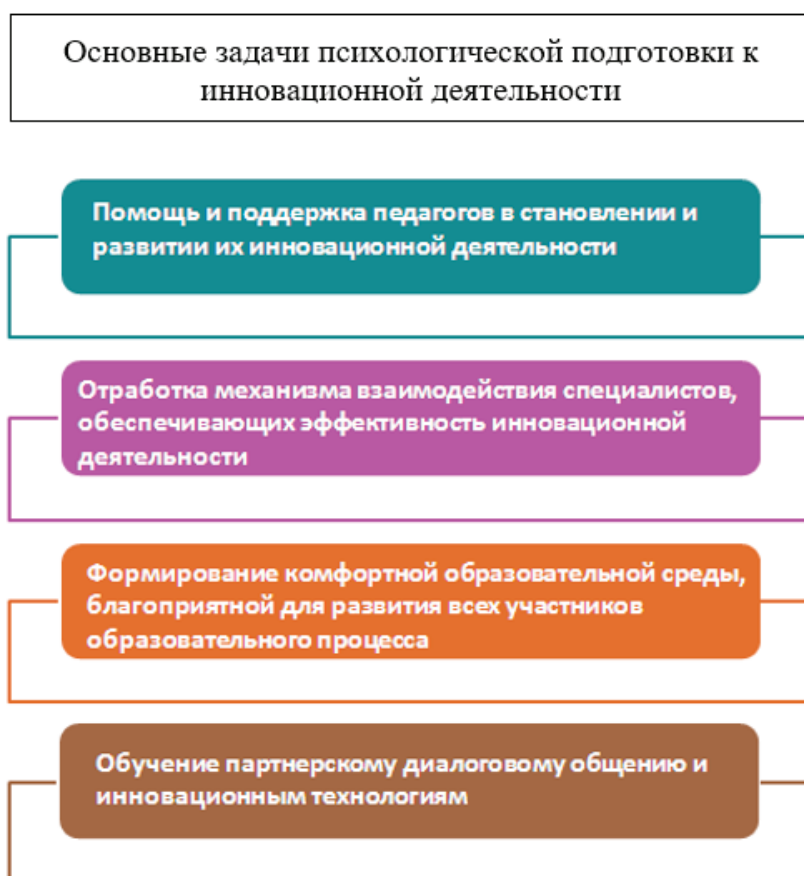 Основные задачи психологической подготовки к
инновационной деятельности
Помощь и поддержка педагогов в становлении и
развитии их инновационной деятельности
Отработка механизма взаимодействия специалистов,
обеспечивающих эффективность инновационной
деятельности
Формирование комфортной образовательной среды,
благоприятной для развития всех участников
образовательного процесса
Обучение партнерскому диалоговому общению и
инновационным технологиям